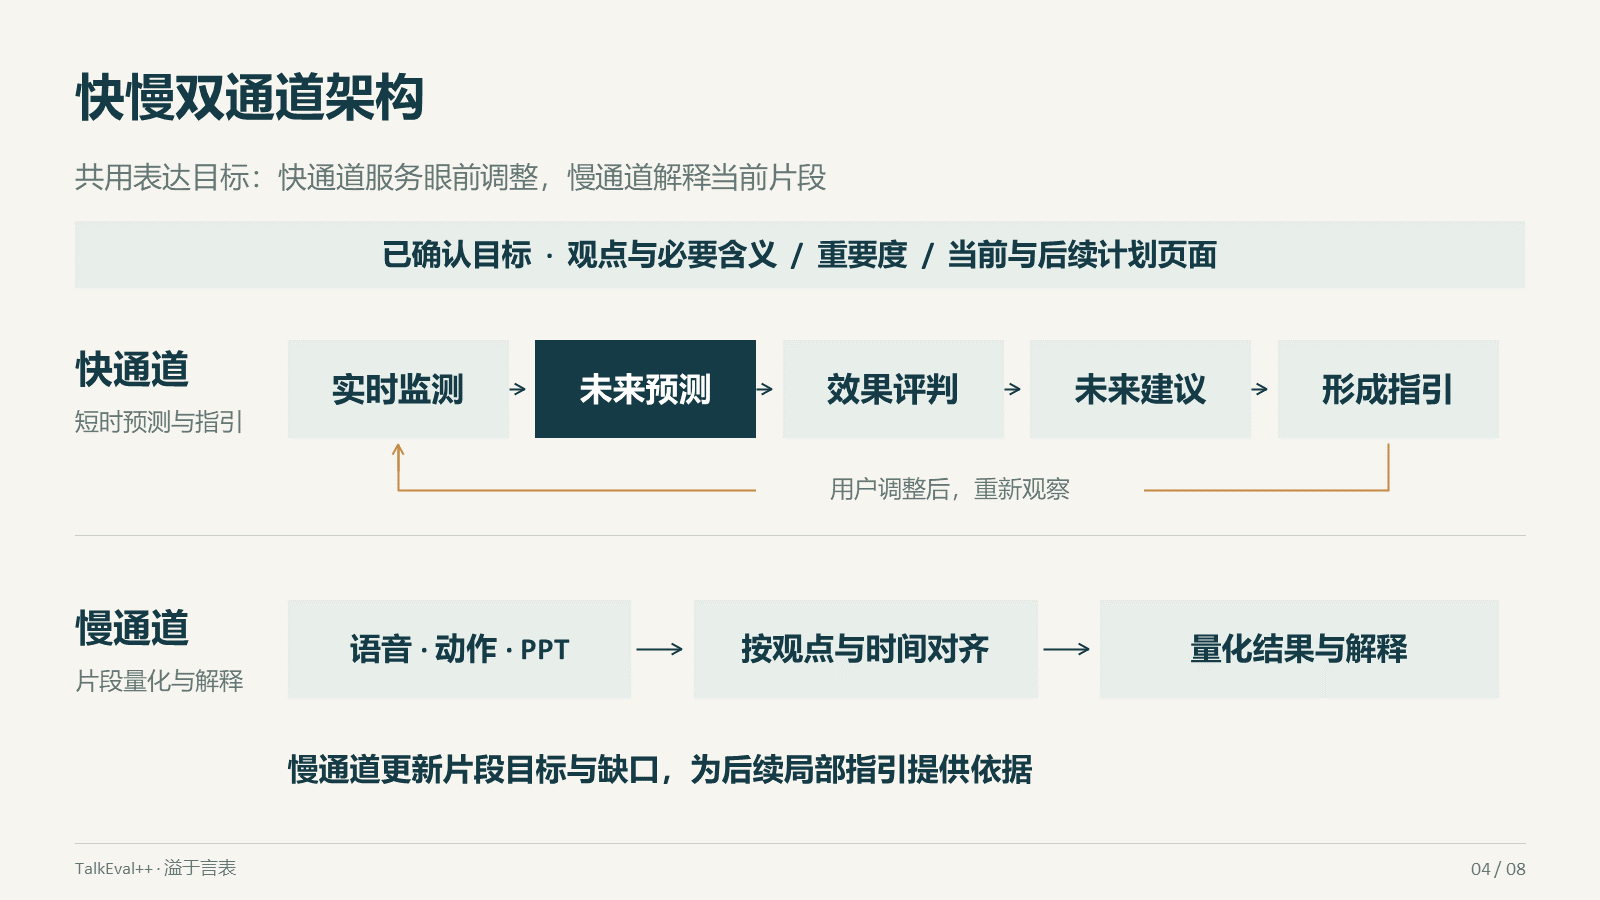 快慢双通道架构
共用表达目标：快通道服务眼前调整，慢通道解释当前片段
已确认目标 · 观点与必要含义 / 重要度 / 当前与后续计划页面
快通道
短时预测与指引
实时监测
未来预测
效果评判
未来建议
形成指引
用户调整后，重新观察
慢通道
片段量化与解释
语音 · 动作 · PPT
按观点与时间对齐
量化结果与解释
慢通道更新片段目标与缺口，为后续局部指引提供依据
TalkEval++ · 溢于言表
04 / 08